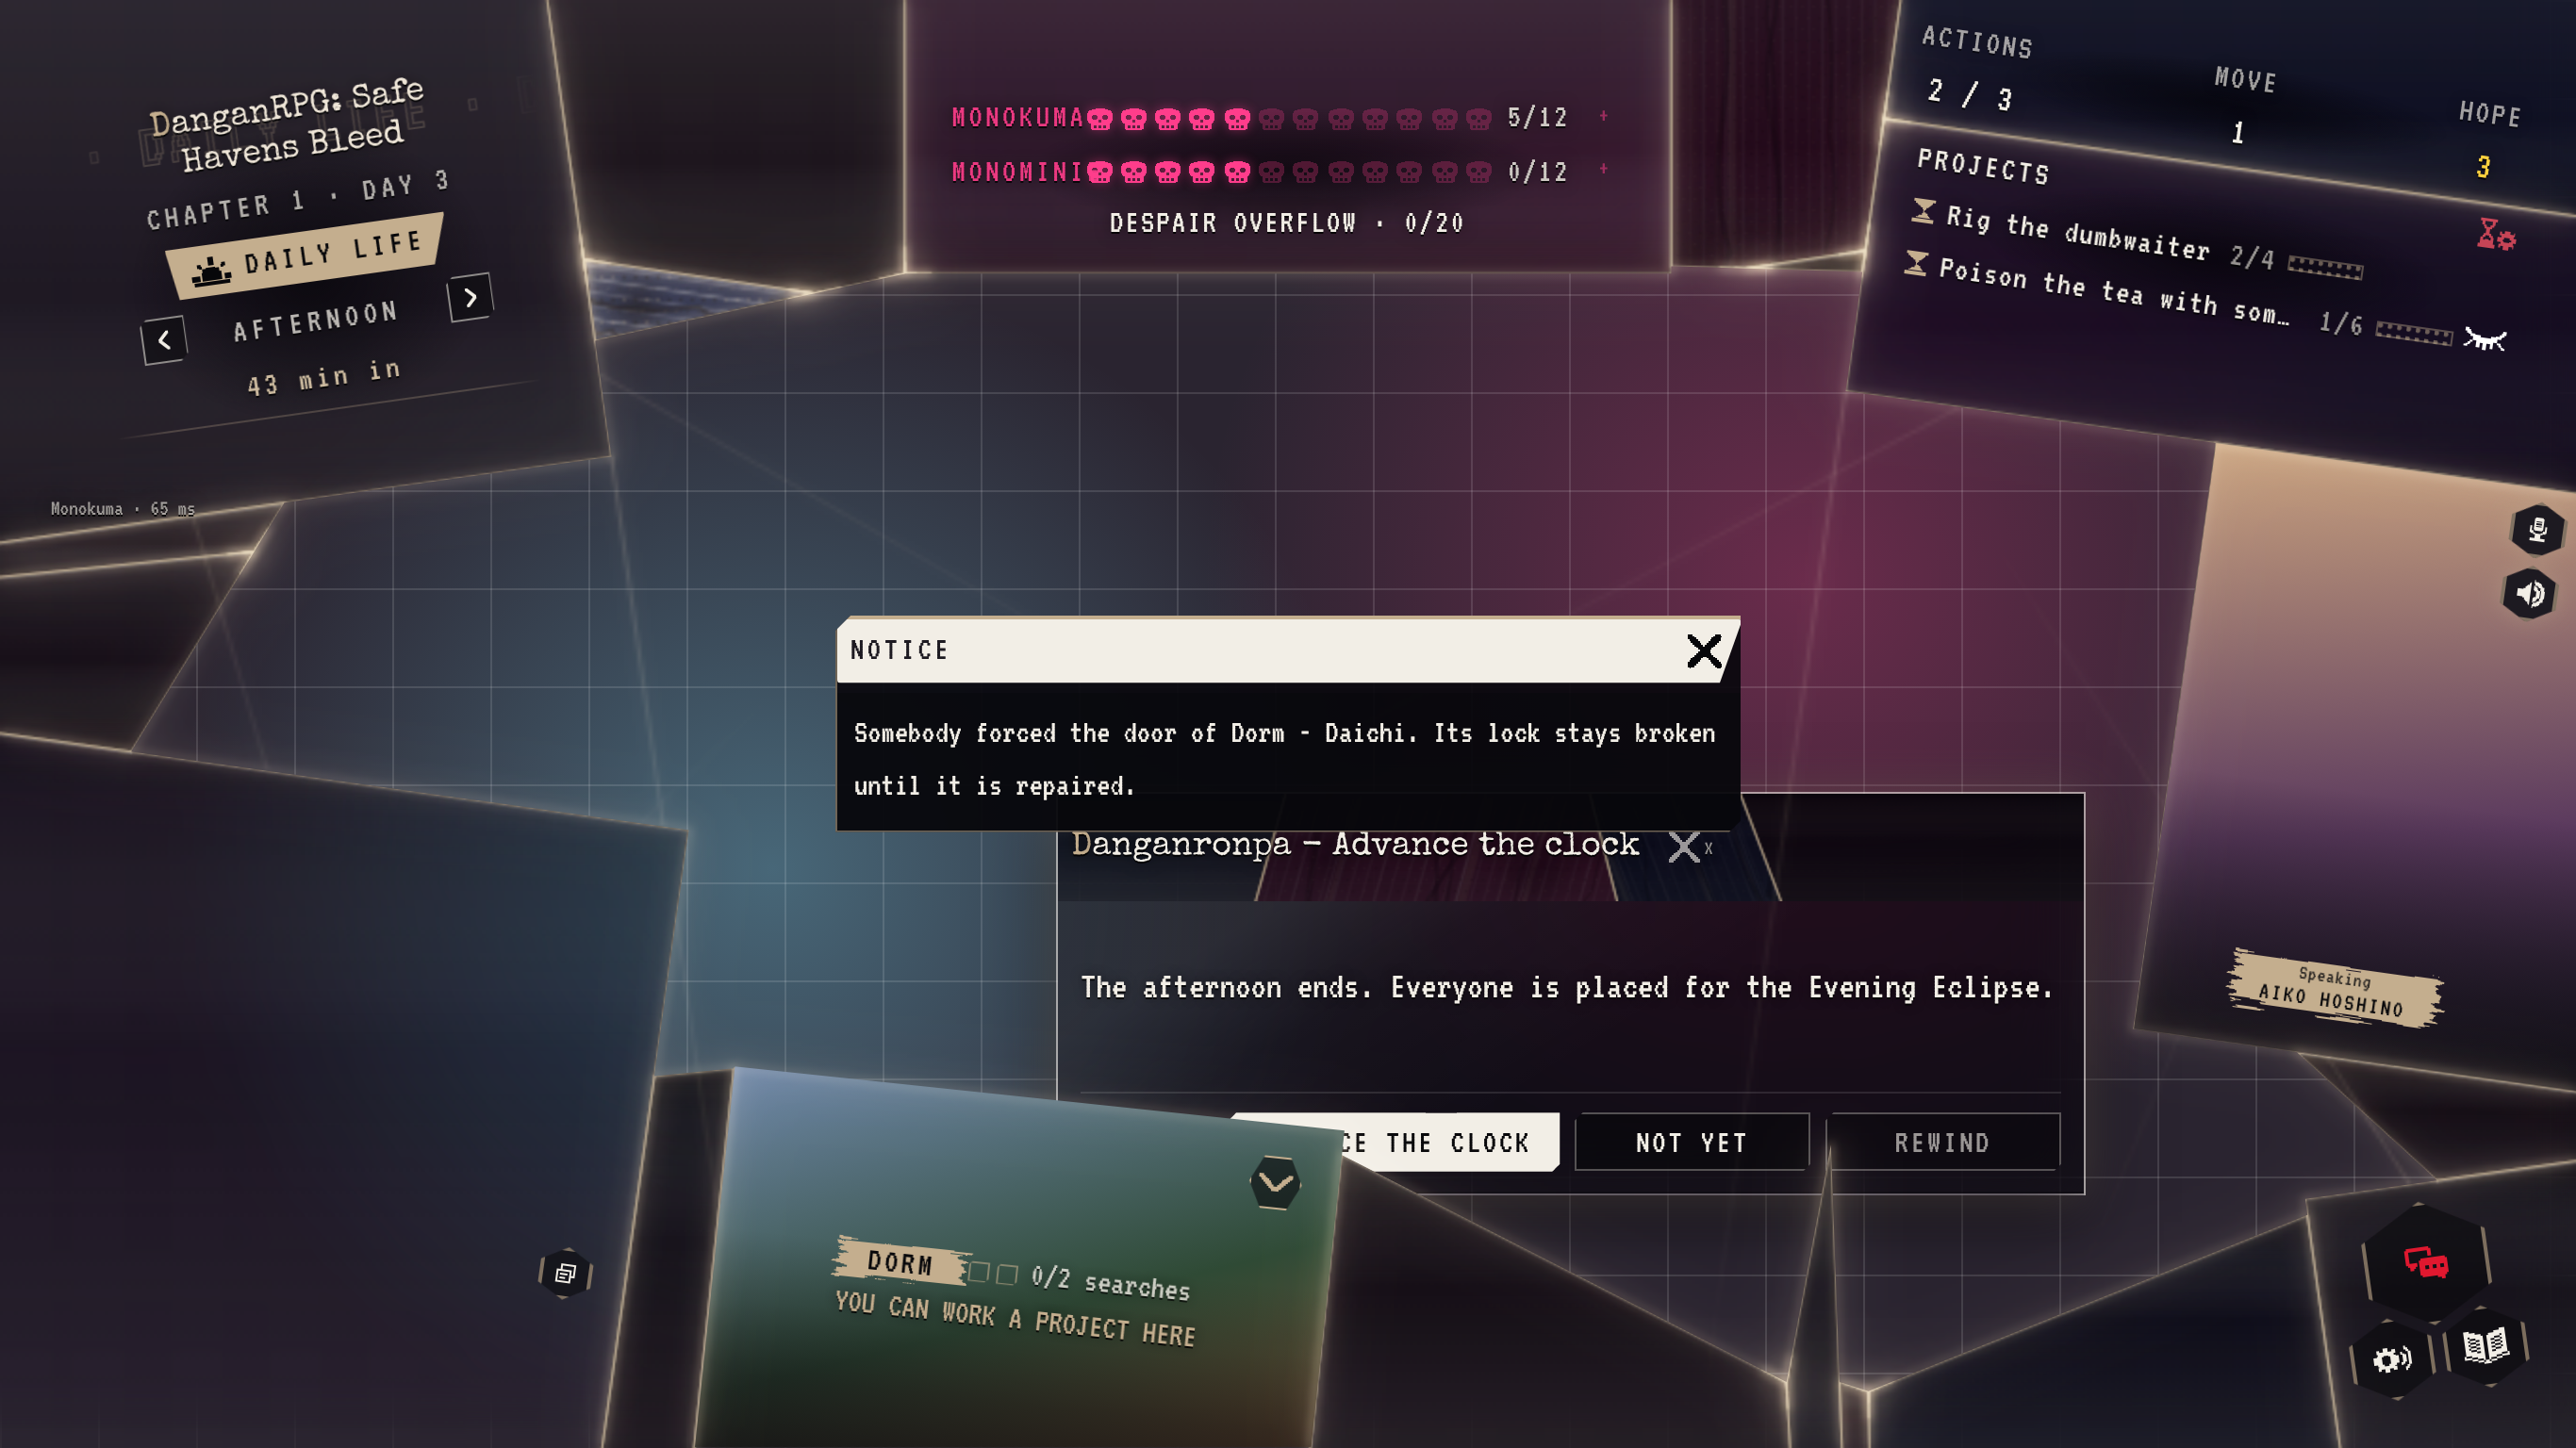 DanganRPG: Safe
Havens Bleed
CHAPTER 1 · DAY 3
DAILY LIFE
AFTERNOON
43 min in
Monokuma · 65 ms
MONOKUMA 5/12 +
MONOMINI 0/12 +
DESPAIR OVERFLOW · 0/20
ACTIONS
2 / 3
MOVE
1
HOPE
3
PROJECTS
Rig the dumbwaiter 2/4
Poison the tea with som… 1/6
NOTICE
Somebody forced the door of Dorm - Daichi. Its lock stays broken
until it is repaired.
Danganronpa – Advance the clock
x
The afternoon ends. Everyone is placed for the Evening Eclipse.
CE THE CLOCK
NOT YET
REWIND
Speaking
AIKO HOSHINO
DORM 0/2 searches
YOU CAN WORK A PROJECT HERE